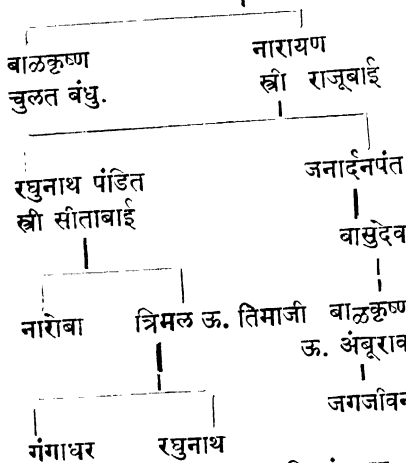 बाळकृष्ण
चुलत बंधु.
नारायण
स्त्री राजूबाई
रघुनाथ पंडित
स्त्री सीताबाई
जनार्दनपंत
वासुदेव
नारोबा
त्रिमल ऊ. तिमाजी
बाळकृष्ण
ऊ. अंबूराव
जगजीवन
गंगाधर
रघुनाथ